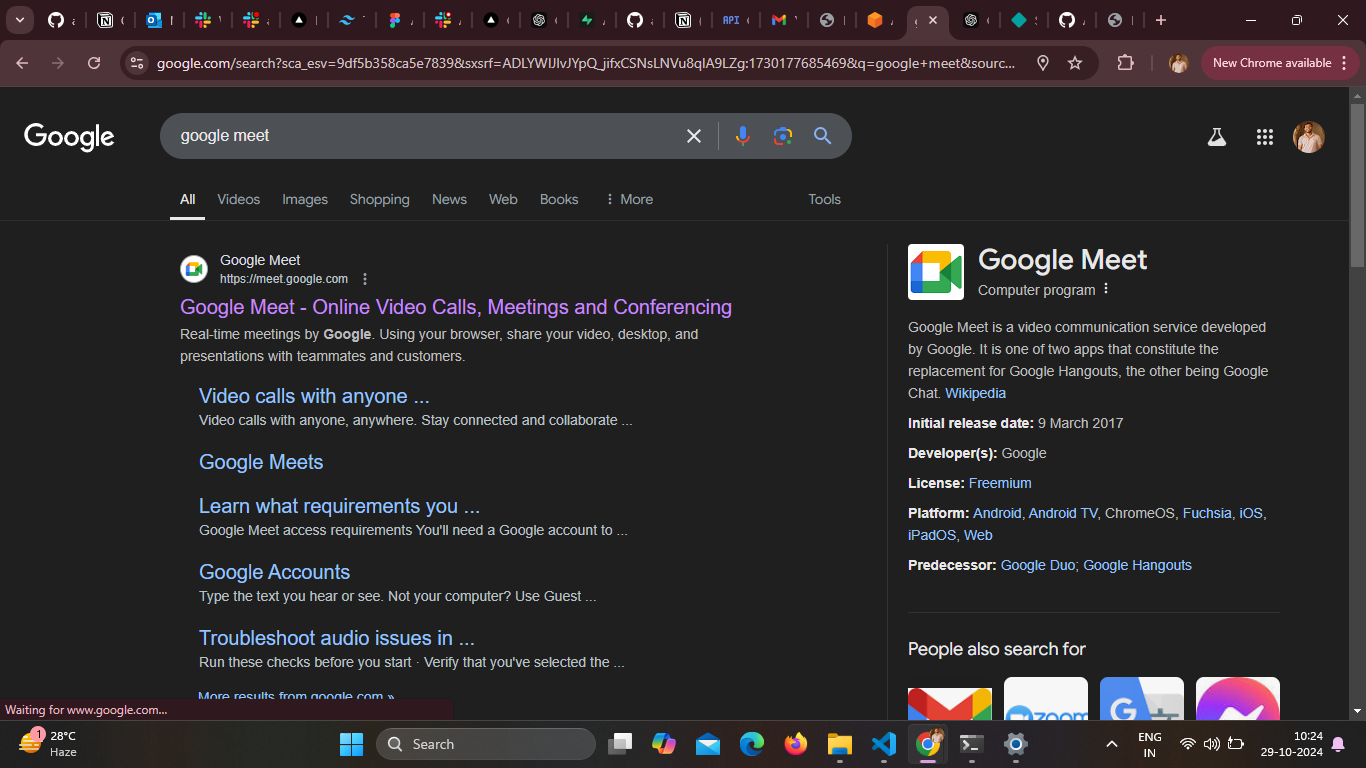 google.com/search?sca_esv=9df5b358ca5e7839&sxsrf=ADLYWIJIvJYpQ_jifxCSNsLNVu8qIA9LZg:1730177685469&q=google+meet&sourc...
New Chrome available
Google
google meet
All
Videos
Images
Shopping
News
Web
Books
More
Tools
Google Meet
https://meet.google.com
Google Meet - Online Video Calls, Meetings and Conferencing
Real-time meetings by Google. Using your browser, share your video, desktop, and
presentations with teammates and customers.
Video calls with anyone ...
Video calls with anyone, anywhere. Stay connected and collaborate ...
Google Meets
Learn what requirements you ...
Google Meet access requirements You'll need a Google account to ...
Google Accounts
Type the text you hear or see. Not your computer? Use Guest ...
Troubleshoot audio issues in ...
Run these checks before you start · Verify that you've selected the ...
More results from google.com »
Google Meet
Computer program
Google Meet is a video communication service developed
by Google. It is one of two apps that constitute the
replacement for Google Hangouts, the other being Google
Chat. Wikipedia
Initial release date: 9 March 2017
Developer(s): Google
License: Freemium
Platform: Android, Android TV, ChromeOS, Fuchsia, iOS,
iPadOS, Web
Predecessor: Google Duo; Google Hangouts
People also search for
zoom
Waiting for www.google.com...
1
28°C
Haze
Search
ENG
IN
10:24
29-10-2024